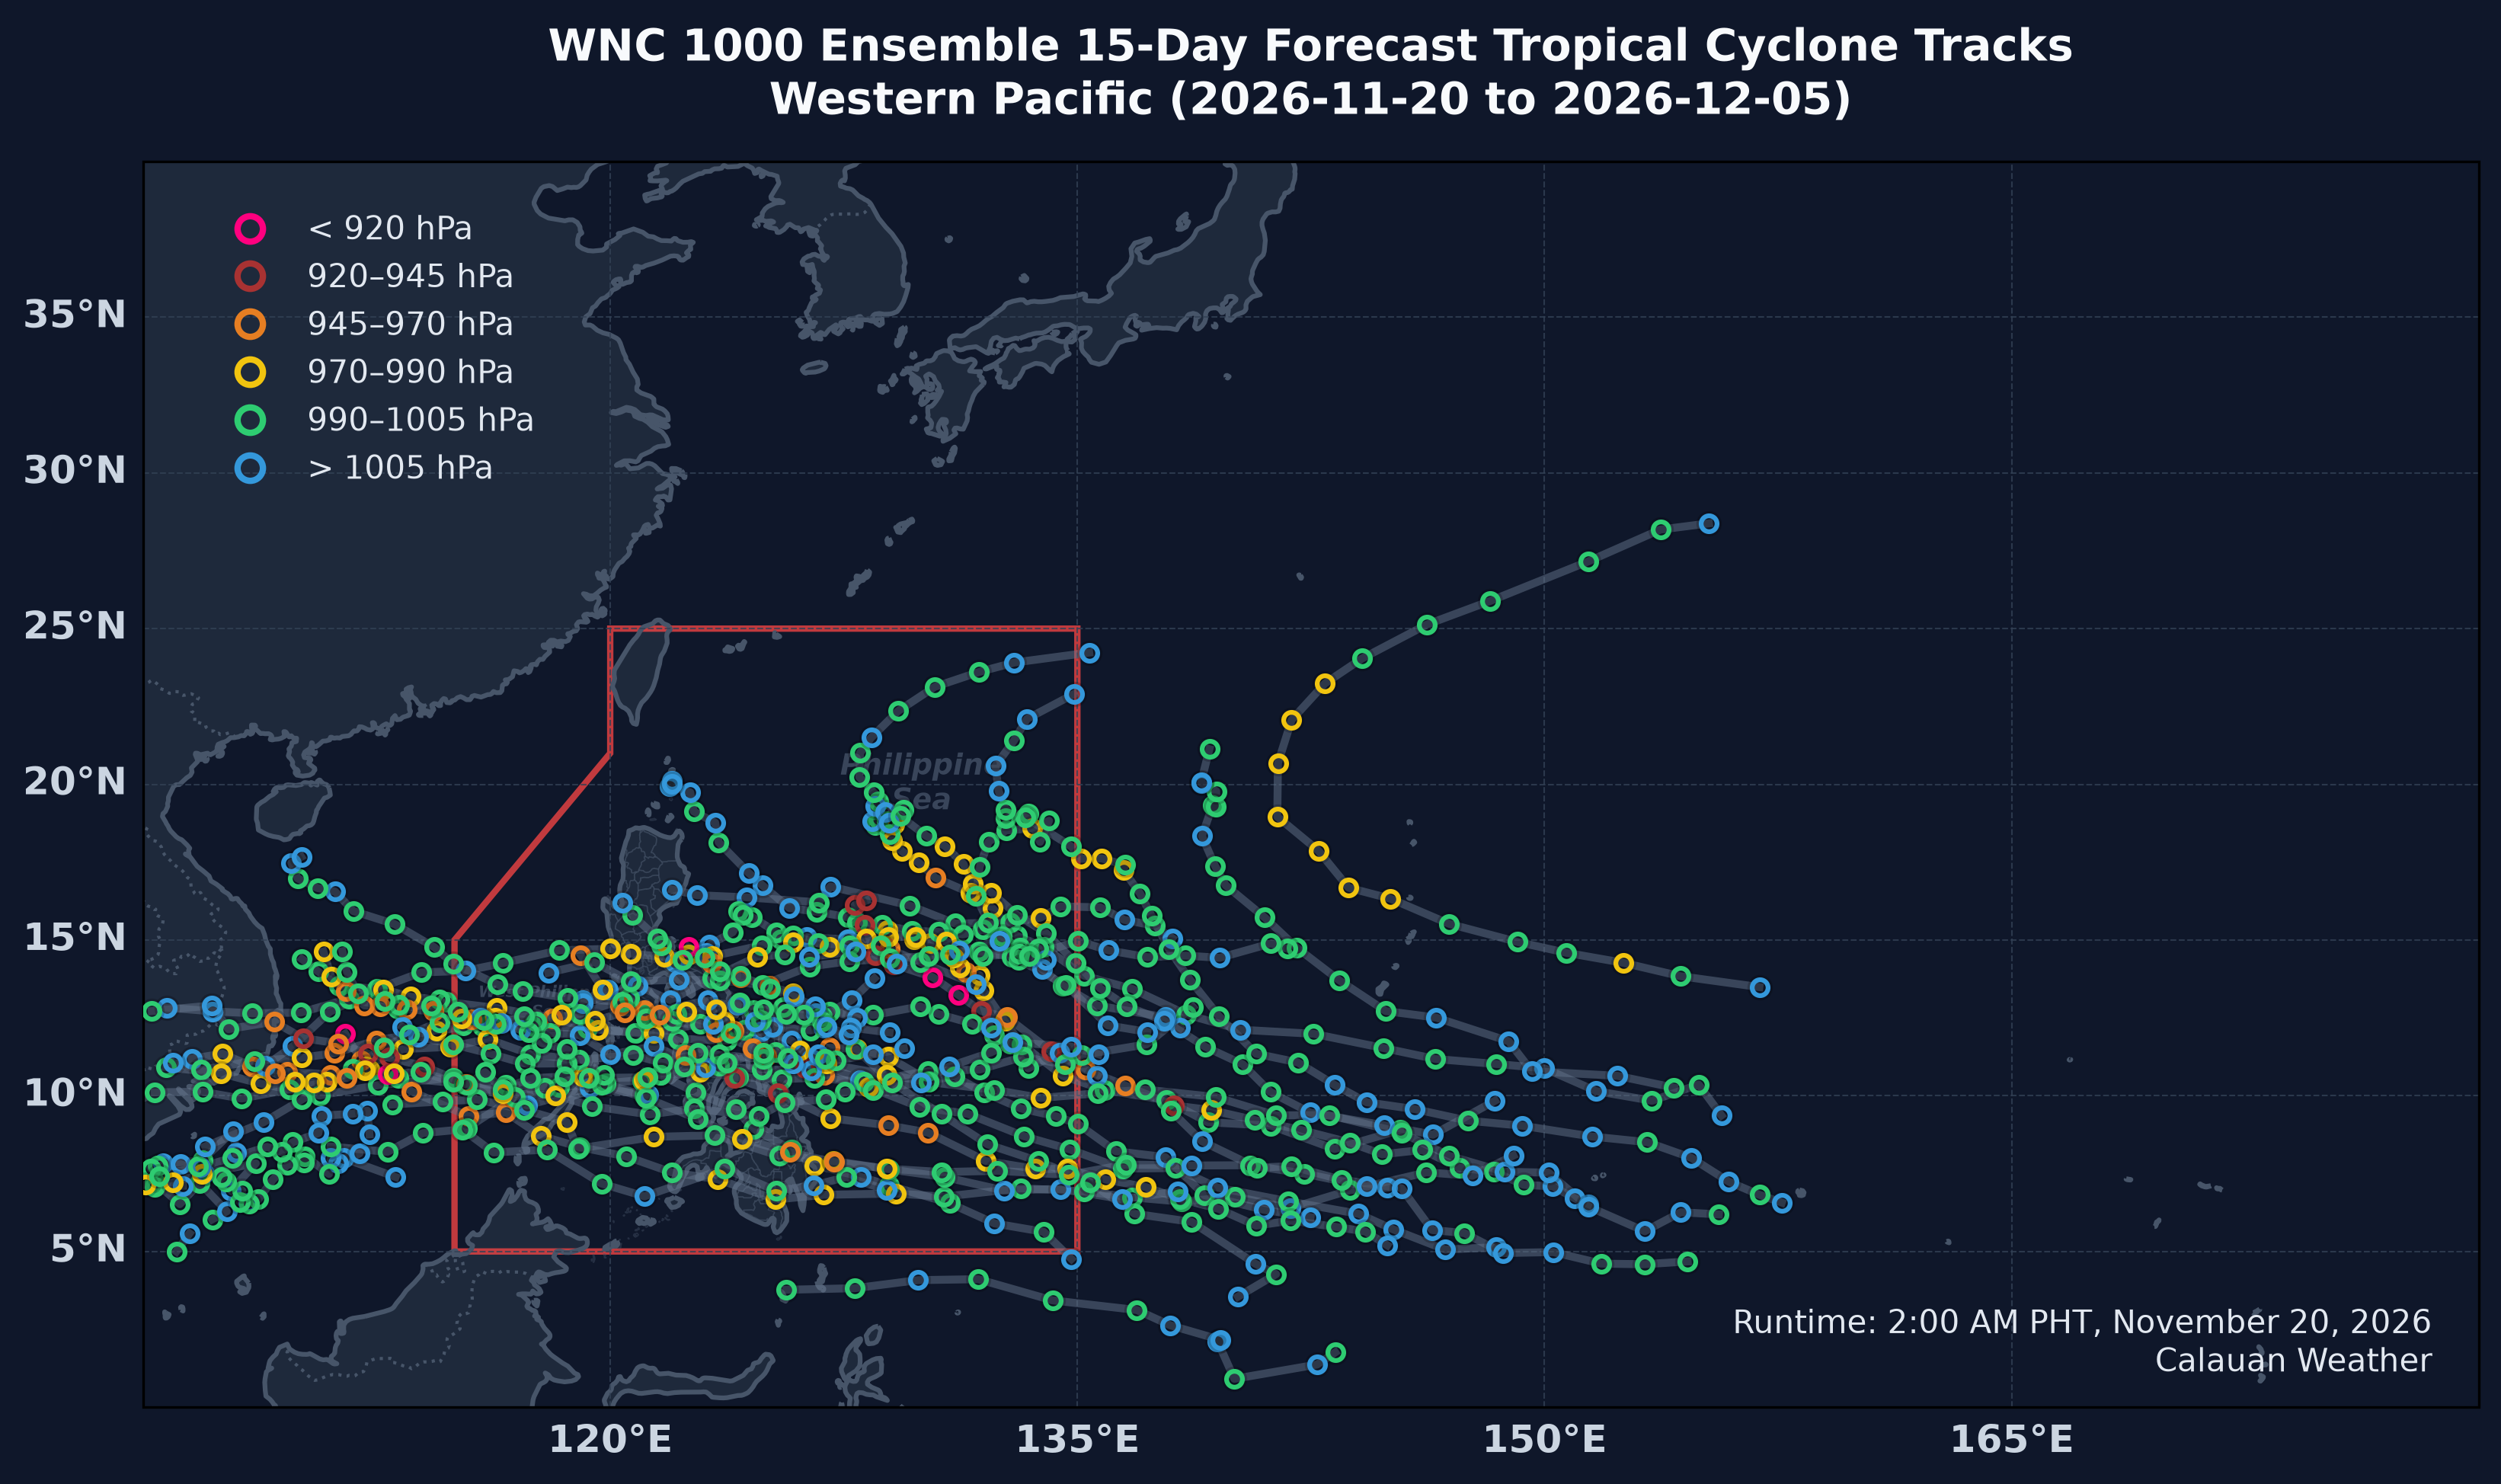 WNC 1000 Ensemble 15-Day Forecast Tropical Cyclone Tracks
Western Pacific (2026-11-20 to 2026-12-05)
< 920 hPa
920–945 hPa
945–970 hPa
970–990 hPa
990–1005 hPa
> 1005 hPa
35°N
30°N
25°N
20°N
15°N
10°N
5°N
Philippin
Sea
Runtime: 2:00 AM PHT, November 20, 2026
Calauan Weather
120°E
135°E
150°E
165°E